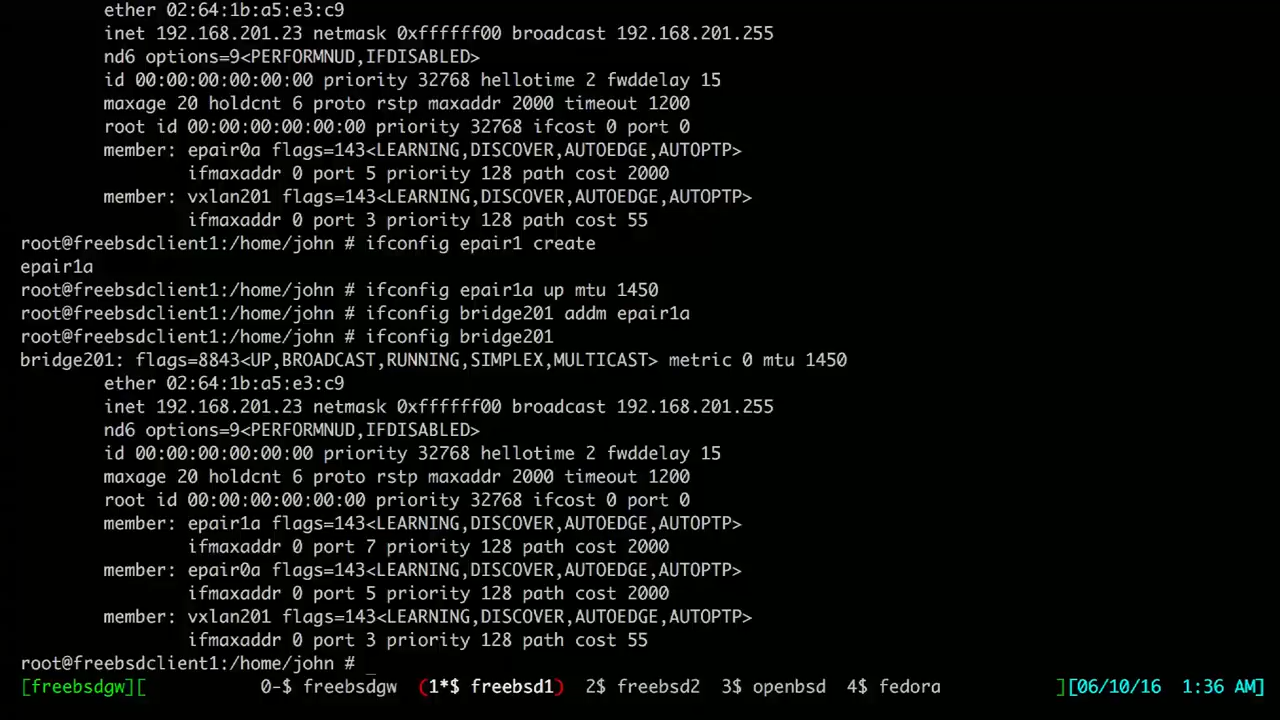 ether 02:64:1b:a5:e3:c9
inet 192.168.201.23 netmask 0xffffff00 broadcast 192.168.201.255
nd6 options=9<PERFORMNUD,IFDISABLED>
id 00:00:00:00:00:00 priority 32768 hellotime 2 fwddelay 15
maxage 20 holdcnt 6 proto rstp maxaddr 2000 timeout 1200
root id 00:00:00:00:00:00 priority 32768 ifcost 0 port 0
member: epair0a flags=143<LEARNING,DISCOVER,AUTOEDGE,AUTOPTP>
ifmaxaddr 0 port 5 priority 128 path cost 2000
member: vxlan201 flags=143<LEARNING,DISCOVER,AUTOEDGE,AUTOPTP>
ifmaxaddr 0 port 3 priority 128 path cost 55
root@freebsdclient1:/home/john # ifconfig epair1 create
epair1a
root@freebsdclient1:/home/john # ifconfig epair1a up mtu 1450
root@freebsdclient1:/home/john # ifconfig bridge201 addm epair1a
root@freebsdclient1:/home/john # ifconfig bridge201
bridge201: flags=8843<UP,BROADCAST,RUNNING,SIMPLEX,MULTICAST> metric 0 mtu 1450
ether 02:64:1b:a5:e3:c9
inet 192.168.201.23 netmask 0xffffff00 broadcast 192.168.201.255
nd6 options=9<PERFORMNUD,IFDISABLED>
id 00:00:00:00:00:00 priority 32768 hellotime 2 fwddelay 15
maxage 20 holdcnt 6 proto rstp maxaddr 2000 timeout 1200
root id 00:00:00:00:00:00 priority 32768 ifcost 0 port 0
member: epair1a flags=143<LEARNING,DISCOVER,AUTOEDGE,AUTOPTP>
ifmaxaddr 0 port 7 priority 128 path cost 2000
member: epair0a flags=143<LEARNING,DISCOVER,AUTOEDGE,AUTOPTP>
ifmaxaddr 0 port 5 priority 128 path cost 2000
member: vxlan201 flags=143<LEARNING,DISCOVER,AUTOEDGE,AUTOPTP>
ifmaxaddr 0 port 3 priority 128 path cost 55
root@freebsdclient1:/home/john # _
[freebsdgw][ 0-$ freebsdgw (1*$ freebsd1) 2$ freebsd2 3$ openbsd 4$ fedora ][06/10/16 1:36 AM]